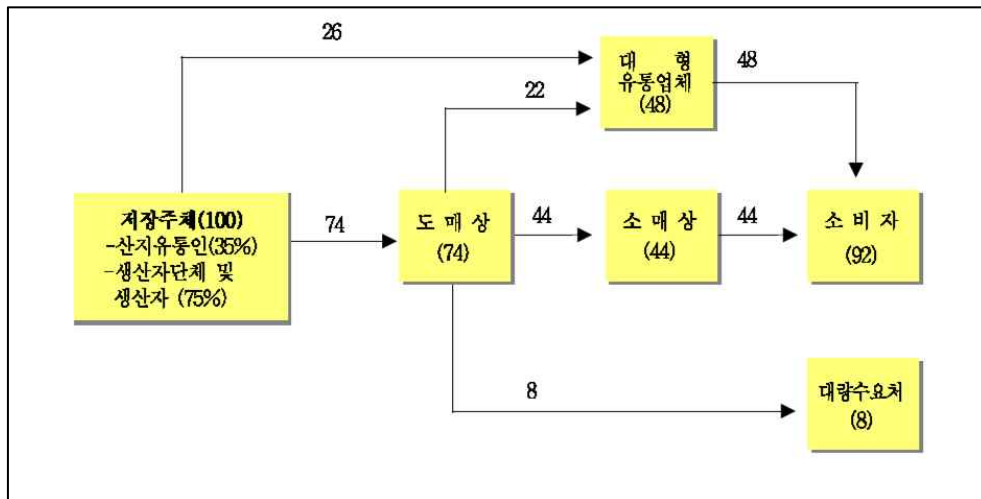 26
대 형
유통업체
(48)
48
22
저장주체(100)
-산지유통인(35%)
-생산자단체 및
생산자 (75%)
74
도 매 상
(74)
44
소 매 상
(44)
44
소 비 자
(92)
8
대량수요처
(8)